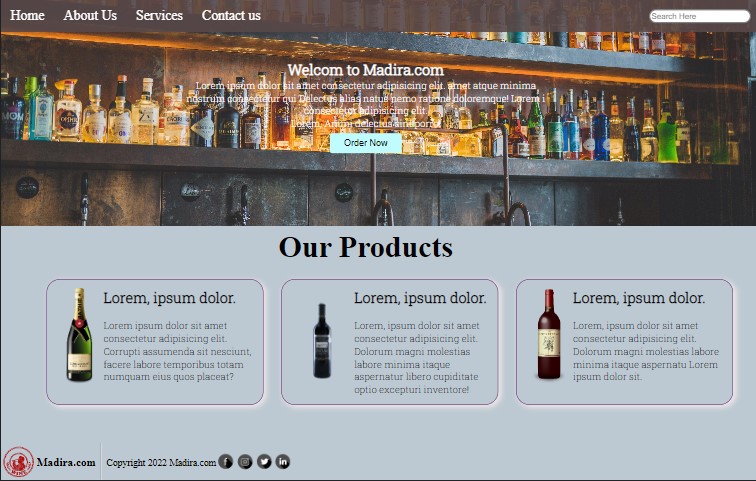 Home About Us Services Contact us
Search Here
Welcom to Madira.com
Lorem ipsum dolor sit amet consectetur adipisicing elit. amet atque minima
nostrum consectetur qui Delectus alias natus nemo ratione doloremque! Lorem i
consectetur adipisicing elit.
Lorem. Animi delectus sint porro!
Order Now
Our Products
Lorem, ipsum dolor.
Lorem ipsum dolor sit amet
consectetur adipisicing elit.
Corrupti assumenda sit nesciunt,
facere labore temporibus totam
numquam eius quos placeat?
Lorem, ipsum dolor.
Lorem ipsum dolor sit amet
consectetur adipisicing elit.
Dolorum magni molestias
labore minima itaque
aspernatur libero cupiditate
optio excepturi inventore!
Lorem, ipsum dolor.
Lorem ipsum dolor sit amet
consectetur adipisicing elit.
Dolorum magni molestias labore
minima itaque aspernatu Lorem
ipsum dolor sit.
Madira.com Copyright 2022 Madira.com